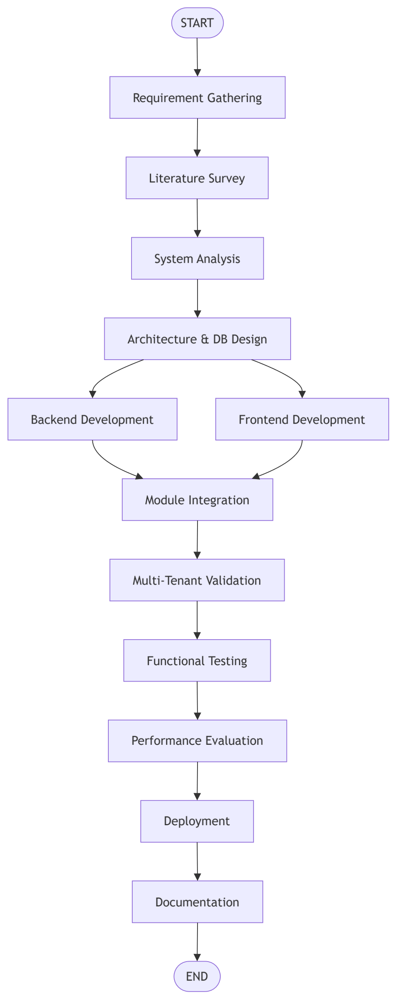 START
Requirement Gathering
Literature Survey
System Analysis
Architecture & DB Design
Backend Development
Frontend Development
Module Integration
Multi-Tenant Validation
Functional Testing
Performance Evaluation
Deployment
Documentation
END